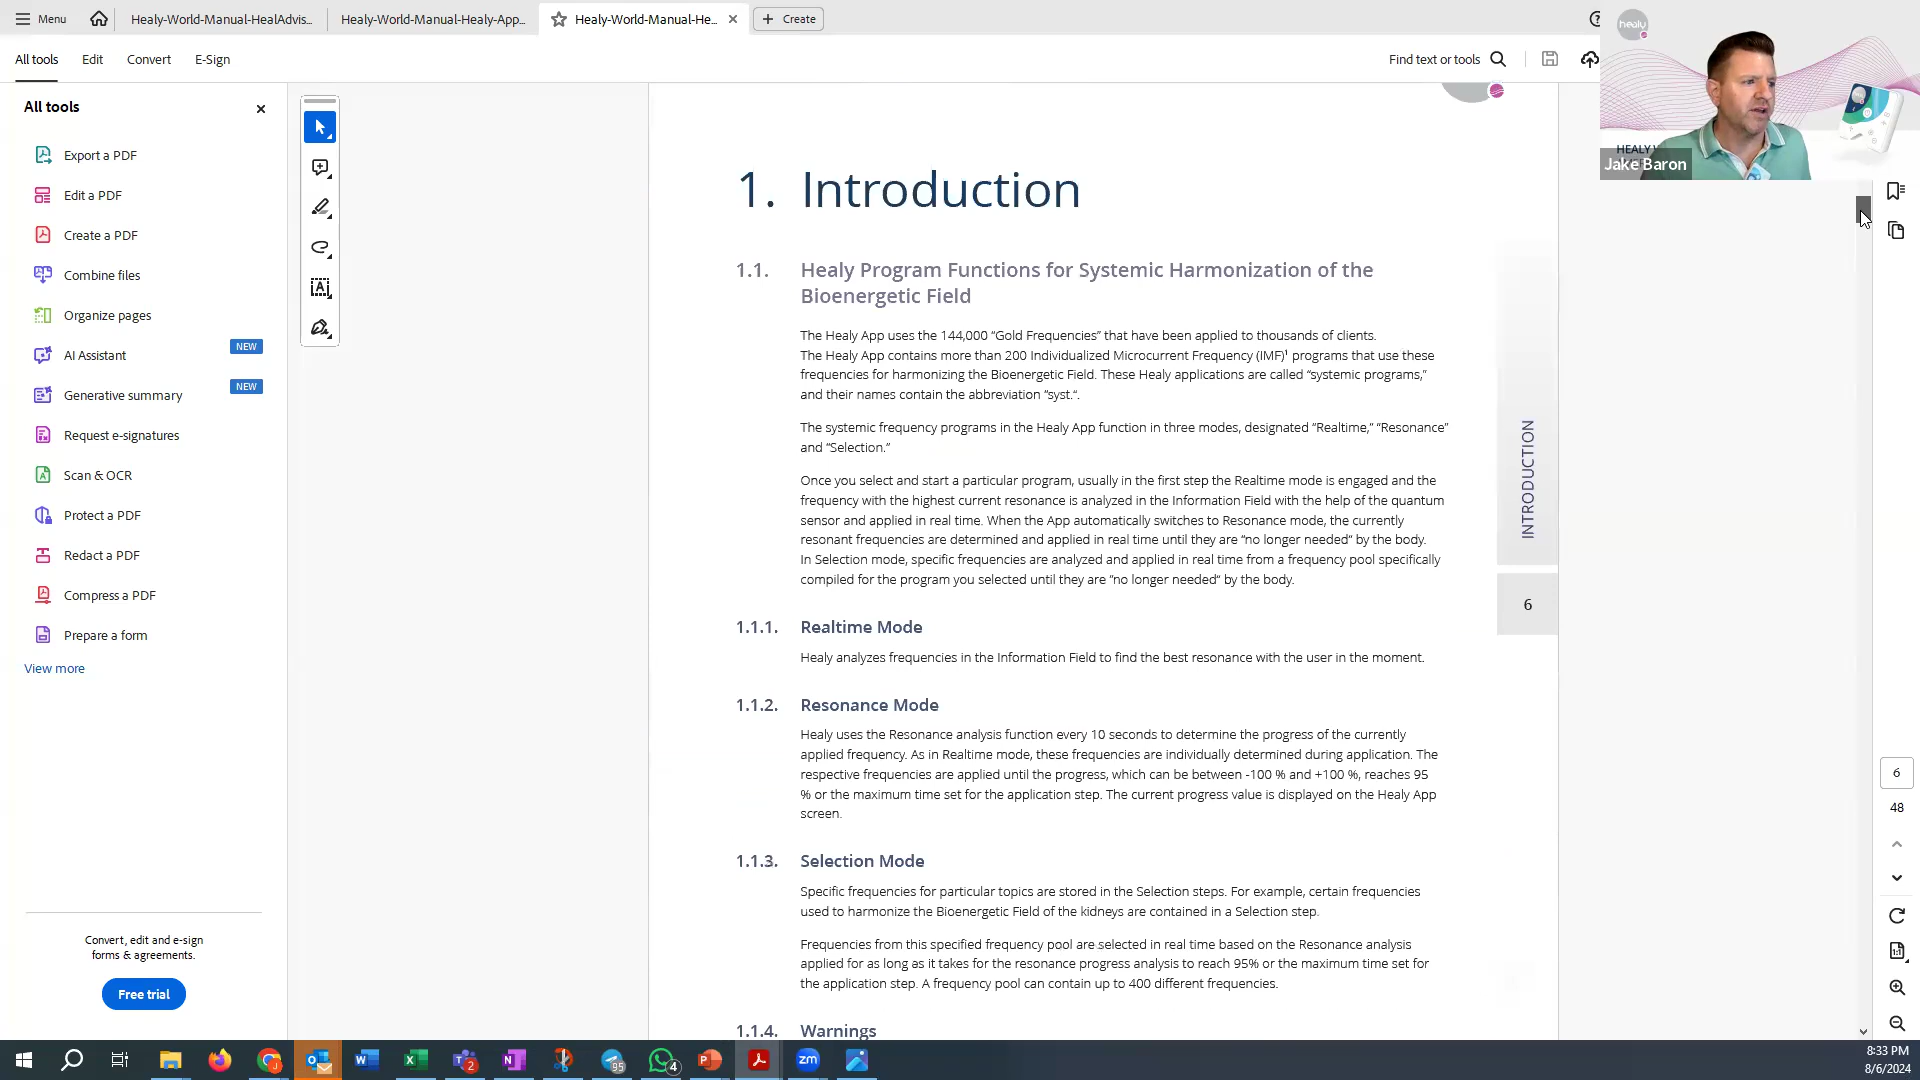 Menu
Healy-World-Manual-HealAdvis...
Healy-World-Manual-Healy-App...
Healy-World-Manual-He...
Create
All tools
Edit
Convert
E-Sign
Find text or tools
All tools
Export a PDF
Edit a PDF
Create a PDF
Combine files
Organize pages
AI Assistant
NEW
Generative summary
NEW
Request e-signatures
Scan & OCR
Protect a PDF
Redact a PDF
Compress a PDF
Prepare a form
View more
Convert, edit and e-sign
forms & agreements.
Free trial
1. Introduction
1.1. Healy Program Functions for Systemic Harmonization of the
Bioenergetic Field
The Healy App uses the 144,000 “Gold Frequencies” that have been applied to thousands of clients.
The Healy App contains more than 200 Individualized Microcurrent Frequency (IMF)¹ programs that use these
frequencies for harmonizing the Bioenergetic Field. These Healy applications are called “systemic programs,”
and their names contain the abbreviation “syst.“.
The systemic frequency programs in the Healy App function in three modes, designated “Realtime,” “Resonance”
and “Selection.”
Once you select and start a particular program, usually in the first step the Realtime mode is engaged and the
frequency with the highest current resonance is analyzed in the Information Field with the help of the quantum
sensor and applied in real time. When the App automatically switches to Resonance mode, the currently
resonant frequencies are determined and applied in real time until they are “no longer needed“ by the body.
In Selection mode, specific frequencies are analyzed and applied in real time from a frequency pool specifically
compiled for the program you selected until they are “no longer needed“ by the body.
1.1.1. Realtime Mode
Healy analyzes frequencies in the Information Field to find the best resonance with the user in the moment.
1.1.2. Resonance Mode
Healy uses the Resonance analysis function every 10 seconds to determine the progress of the currently
applied frequency. As in Realtime mode, these frequencies are individually determined during application. The
respective frequencies are applied until the progress, which can be between -100 % and +100 %, reaches 95
% or the maximum time set for the application step. The current progress value is displayed on the Healy App
screen.
1.1.3. Selection Mode
Specific frequencies for particular topics are stored in the Selection steps. For example, certain frequencies
used to harmonize the Bioenergetic Field of the kidneys are contained in a Selection step.
Frequencies from this specified frequency pool are selected in real time based on the Resonance analysis
applied for as long as it takes for the resonance progress analysis to reach 95% or the maximum time set for
the application step. A frequency pool can contain up to 400 different frequencies.
1.1.4. Warnings
INTRODUCTION
6
healy
HEALY
Jake Baron
6
48
2
95
4
zm
8:33 PM
8/6/2024